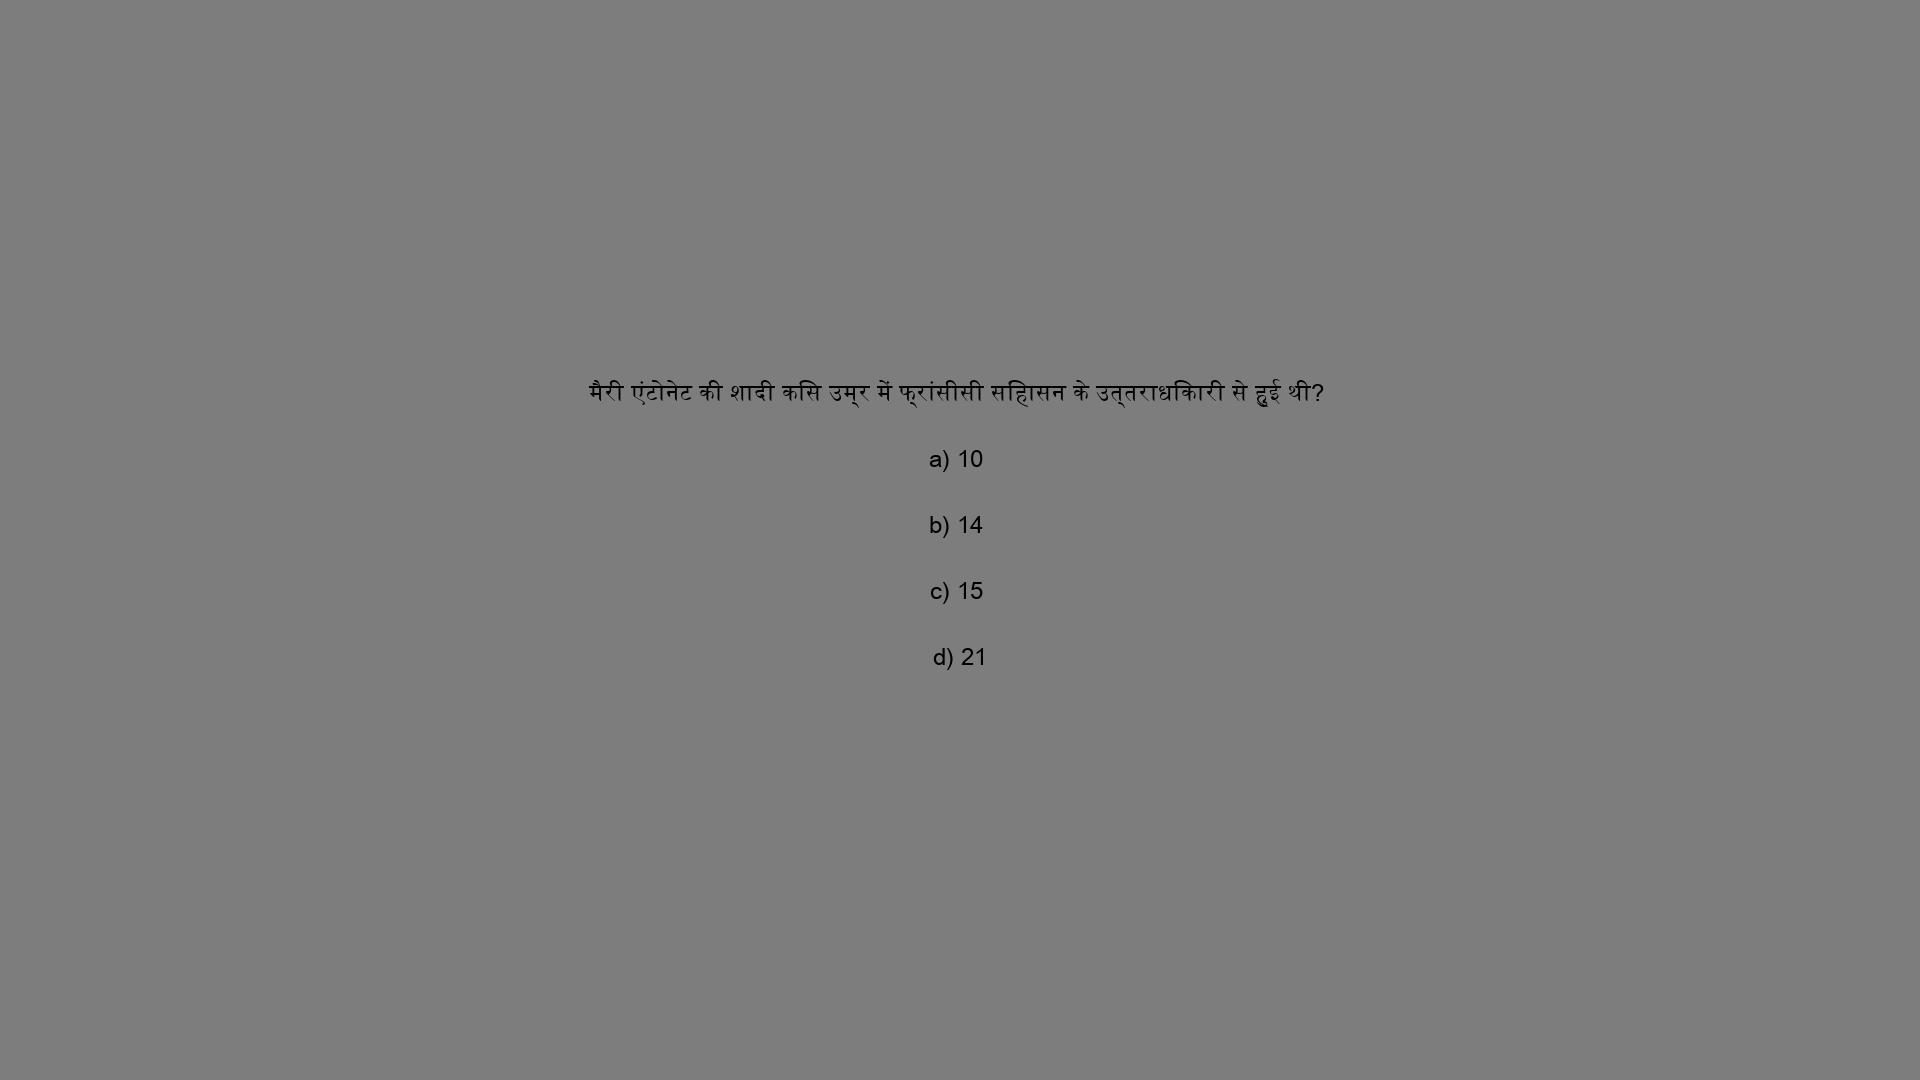 मैरी एंटोनेट की शादी किस उम्र में फ्रांसीसी सिंहासन के उत्तराधिकारी से हुई थी?
a) 10
b) 14
c) 15
d) 21